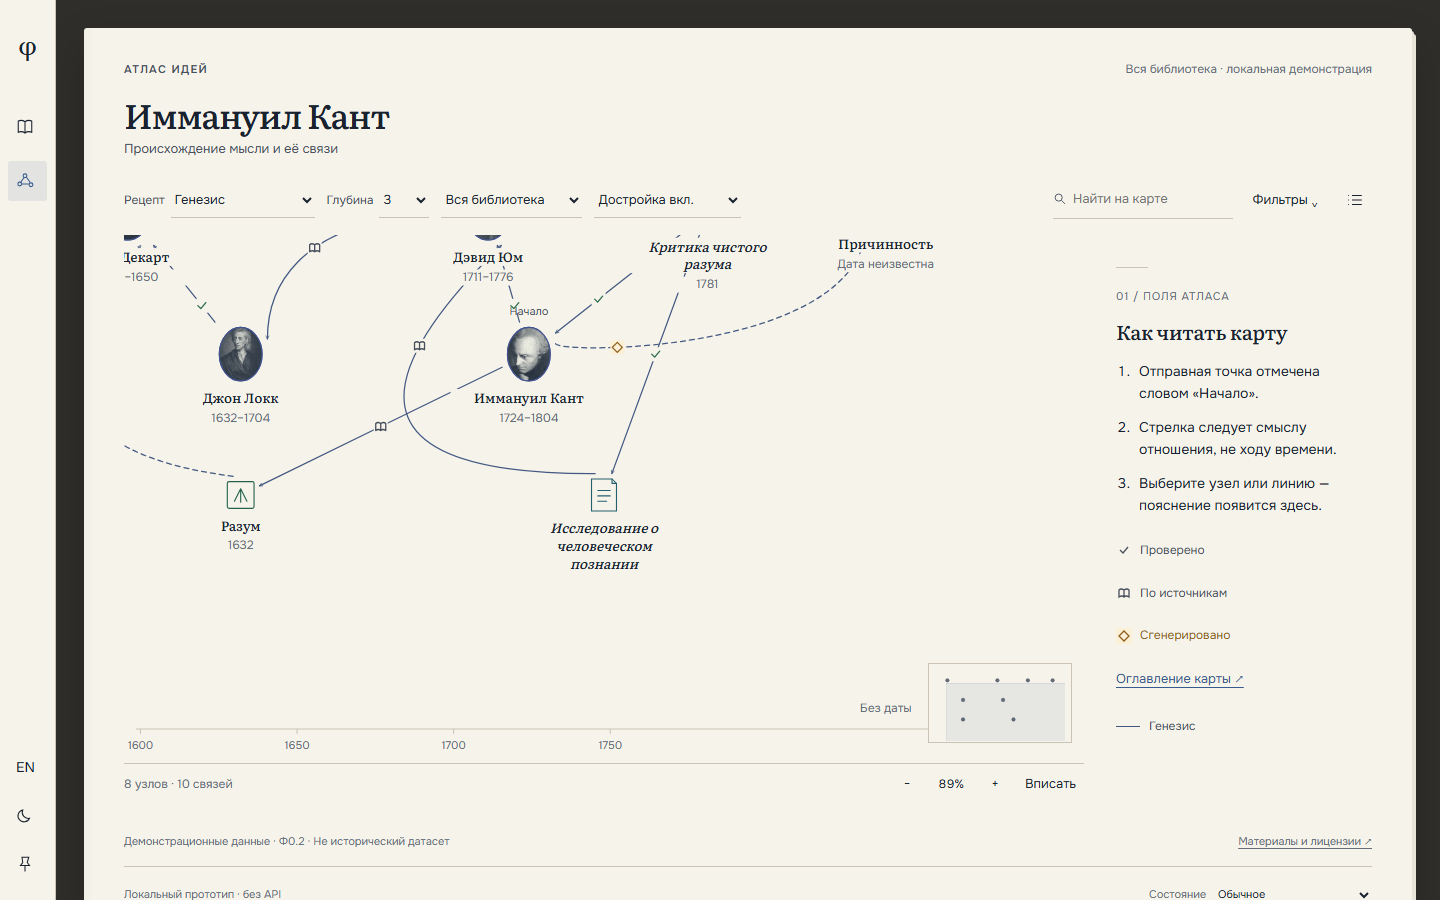 φ
АТЛАС ИДЕЙ
Вся библиотека · локальная демонстрация
Иммануил Кант
Происхождение мысли и её связи
Рецепт Генезис
Глубина 3
Вся библиотека
Достройка вкл.
Найти на карте
Фильтры
Декарт
–1650
Дэвид Юм
1711–1776
Критика чистого
разума
1781
Причинность
Дата неизвестна
Начало
Джон Локк
1632–1704
Иммануил Кант
1724–1804
Разум
1632
Исследование о
человеческом
познании
Без даты
1600
1650
1700
1750
8 узлов · 10 связей
− 89% + Вписать
01 / ПОЛЯ АТЛАСА
Как читать карту
1. Отправная точка отмечена
словом «Начало».
2. Стрелка следует смыслу
отношения, не ходу времени.
3. Выберите узел или линию —
пояснение появится здесь.
Проверено
По источникам
Сгенерировано
Оглавление карты ↗
Генезис
EN
Демонстрационные данные · Ф0.2 · Не исторический датасет
Материалы и лицензии ↗
Локальный прототип · без API
Состояние Обычное